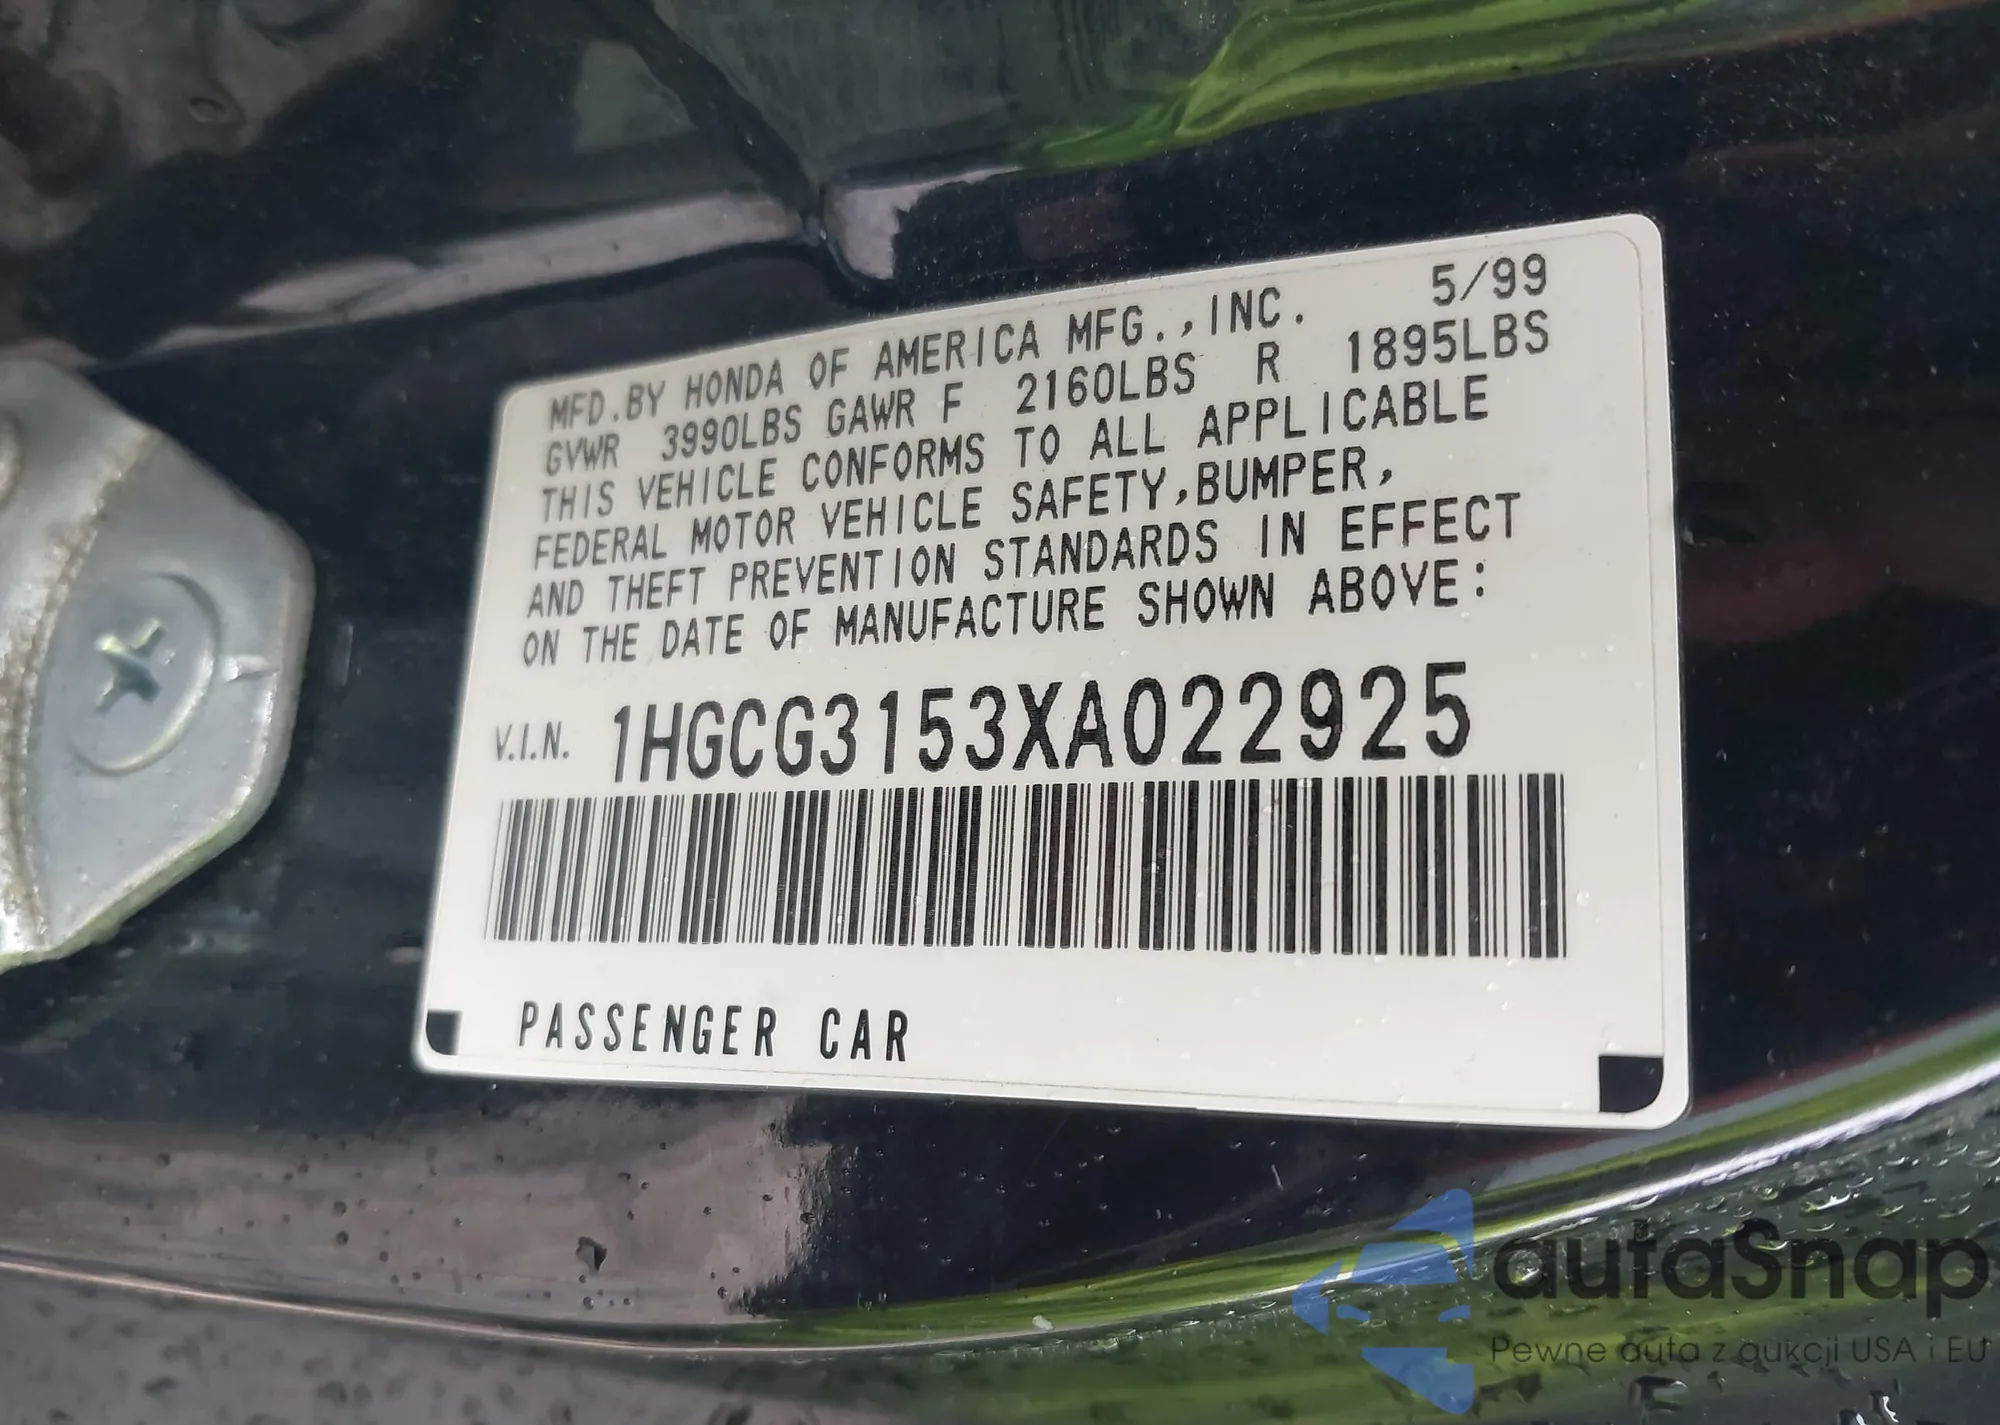 MFD.BY HONDA OF AMERICA MFG.,INC. 5/99
GVWR 3990LBS GAWR F 2160LBS R 1895LBS
THIS VEHICLE CONFORMS TO ALL APPLICABLE
FEDERAL MOTOR VEHICLE SAFETY,BUMPER,
AND THEFT PREVENTION STANDARDS IN EFFECT
ON THE DATE OF MANUFACTURE SHOWN ABOVE:
V.I.N. 1HGCG3153XA022925
PASSENGER CAR
autaSnap
Pewne auta z aukcji USA i EU